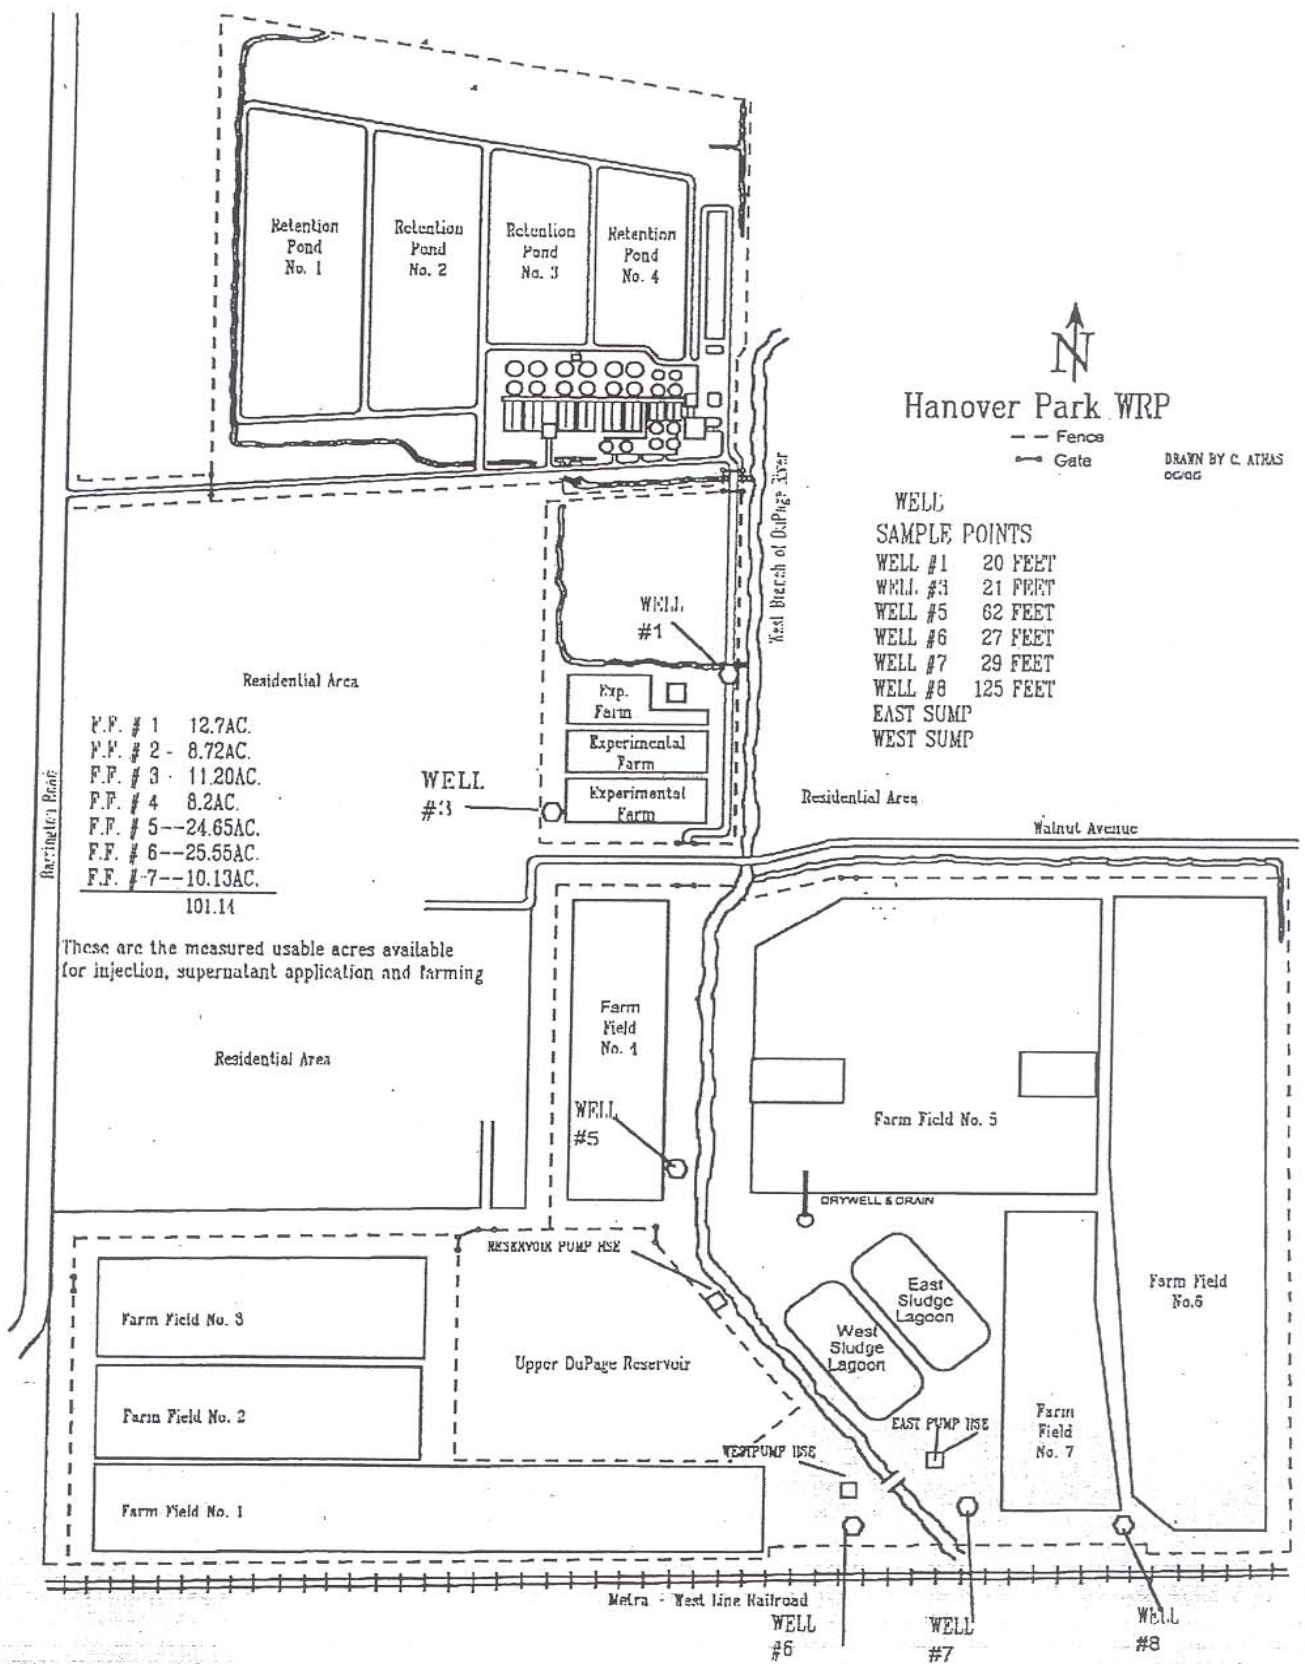 Retention
Pond
No. 1
Retention
Pond
No. 2
Retention
Pond
No. 3
Retention
Pond
No. 4
N
Hanover Park WRP
Fence
Gate
DRAWN BY C. ATHAS
West Branch of DuPage River
WELL
SAMPLE POINTS
WELL #1 20 FEET
WELL #3 21 FEET
WELL #5 62 FEET
WELL #6 27 FEET
WELL #7 29 FEET
WELL #8 125 FEET
EAST SUMP
WEST SUMP
WELL
#1
Residential Area
Exp.
Farm
Experimental
Farm
Experimental
Farm
WELL
#3
F.F. # 1 12.7AC.
F.F. # 2 - 8.72AC.
F.F. # 3 - 11.20AC.
F.F. # 4 8.2AC.
F.F. # 5--24.65AC.
F.F. # 6--25.55AC.
F.F. # 7--10.13AC.
101.14
Barrington Road
Residential Area
Walnut Avenue
These are the measured usable acres available
for injection, supernatant application and farming
Residential Area
Farm
Field
No. 4
WELL
#5
Farm Field No. 5
DRYWELL & DRAIN
RESERVOIR PUMP HSE
East
Sludge
Lagoon
West
Sludge
Lagoon
Farm Field
No.6
Farm Field No. 3
Upper DuPage Reservoir
Farm Field No. 2
Farm
Field
No. 7
EAST PUMP HSE
WESTPUMP HSE
Farm Field No. 1
Metra - West Line Railroad
WELL
#6
WELL
#7
WELL
#8